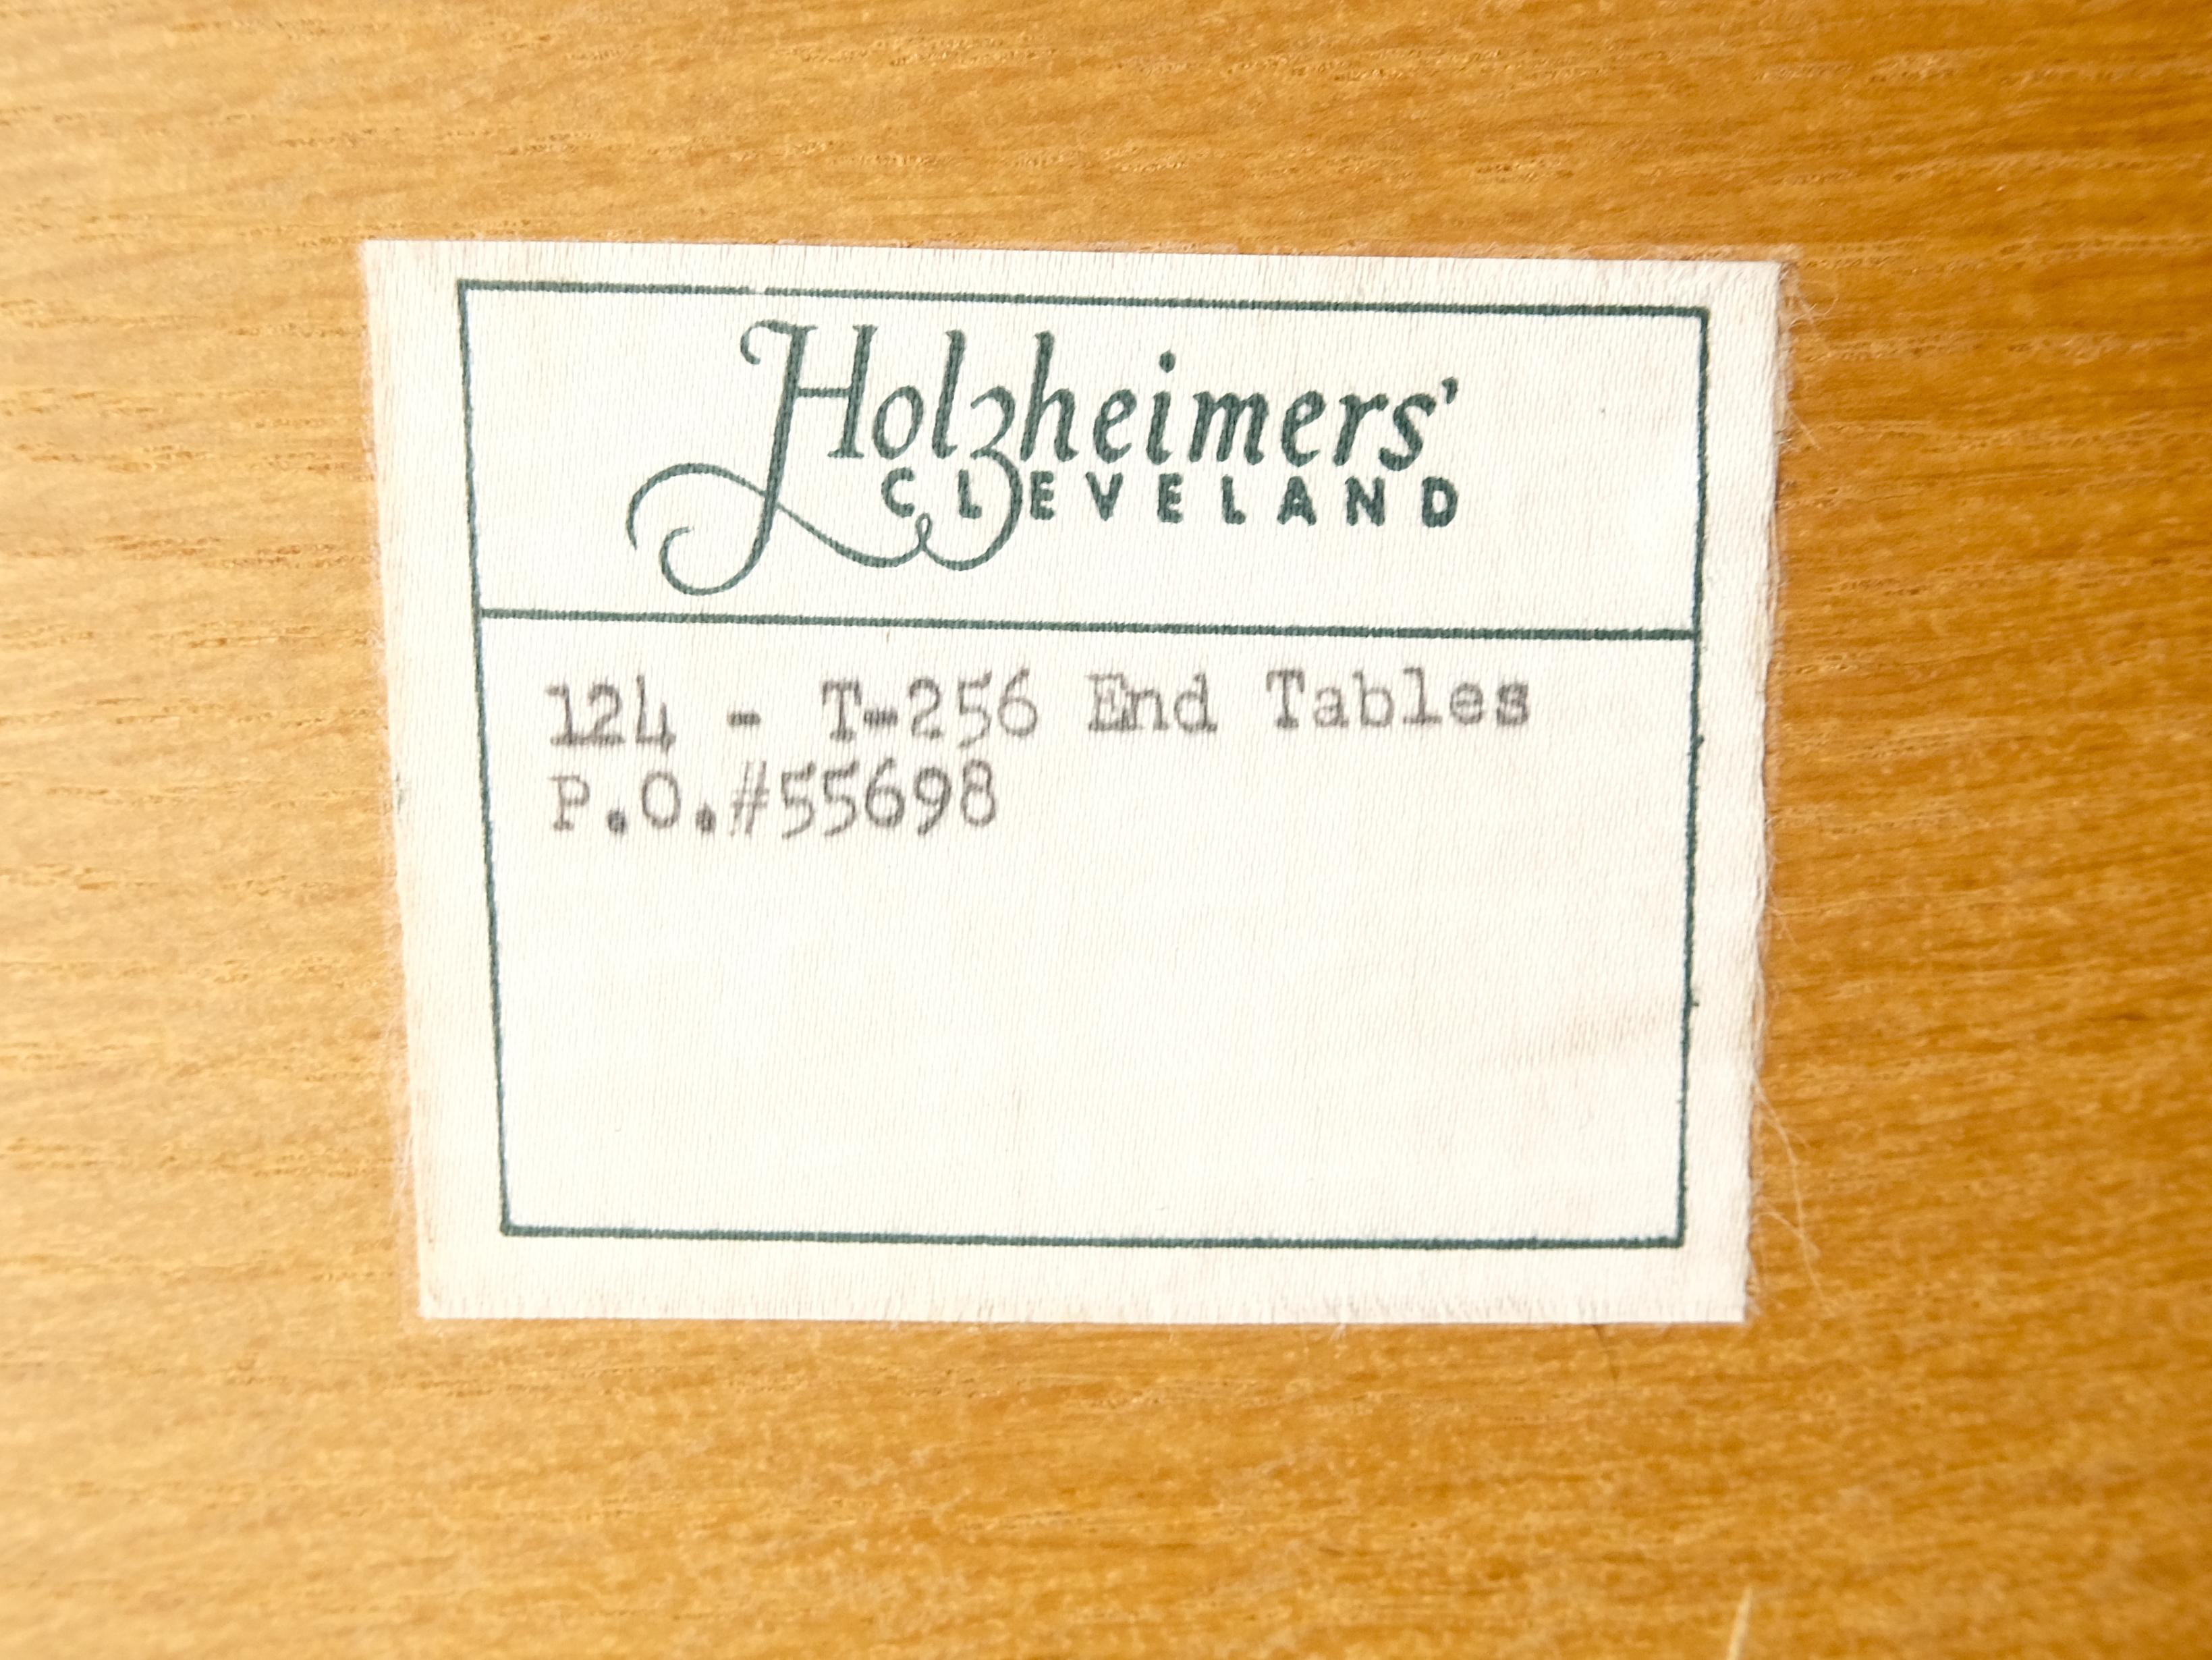 Holzheimers'
CLEVELAND
124 - T-256 End Tables
P.O.#55698